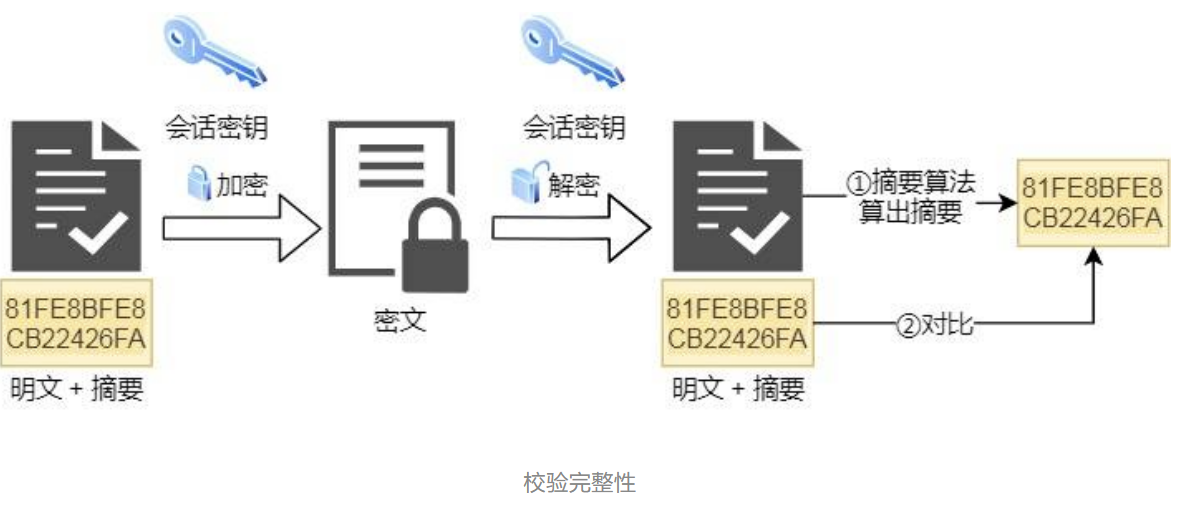 会话密钥
会话密钥
加密
解密
①摘要算法
算出摘要
81FE8BFE8
CB22426FA
81FE8BFE8
CB22426FA
密文
81FE8BFE8
CB22426FA
②对比
明文 + 摘要
明文 + 摘要
校验完整性